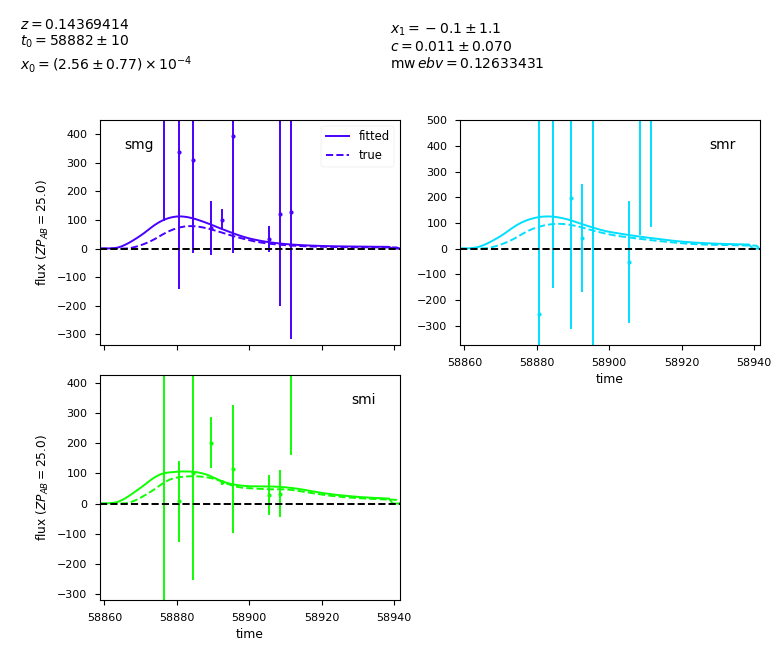 z = 0.14369414
t₀ = 58882 ± 10
x₀ = (2.56 ± 0.77) × 10⁻⁴
x₁ = − 0.1 ± 1.1
c = 0.011 ± 0.070
mw ebv = 0.12633431
smg
fitted
true
flux (ZP_AB = 25.0)
400
300
200
100
0
−100
−200
−300
smr
500
400
300
200
100
0
−100
−200
−300
58860 58880 58900 58920 58940
time
smi
flux (ZP_AB = 25.0)
400
300
200
100
0
−100
−200
−300
58860 58880 58900 58920 58940
time